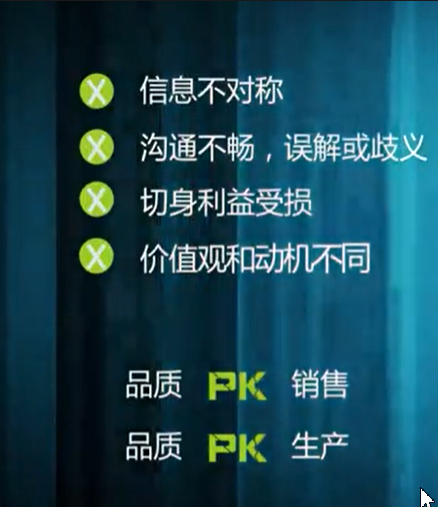 信息不对称
沟通不畅，误解或歧义
切身利益受损
价值观和动机不同
品质 PK 销售
品质 PK 生产